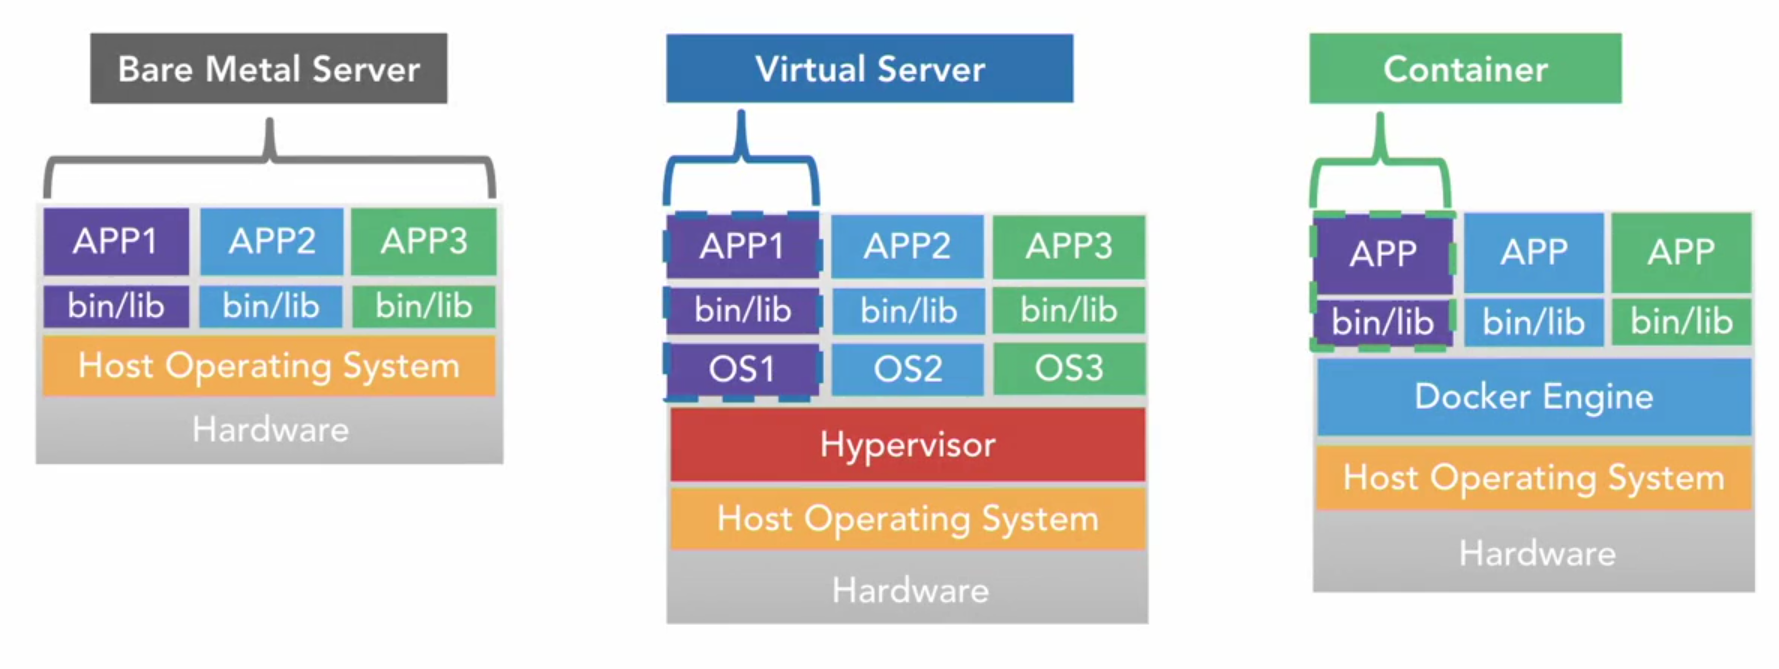 Bare Metal Server
APP1 APP2 APP3
bin/lib bin/lib bin/lib
Host Operating System
Hardware
Virtual Server
APP1 APP2 APP3
bin/lib bin/lib bin/lib
OS1 OS2 OS3
Hypervisor
Host Operating System
Hardware
Container
APP APP APP
bin/lib bin/lib bin/lib
Docker Engine
Host Operating System
Hardware